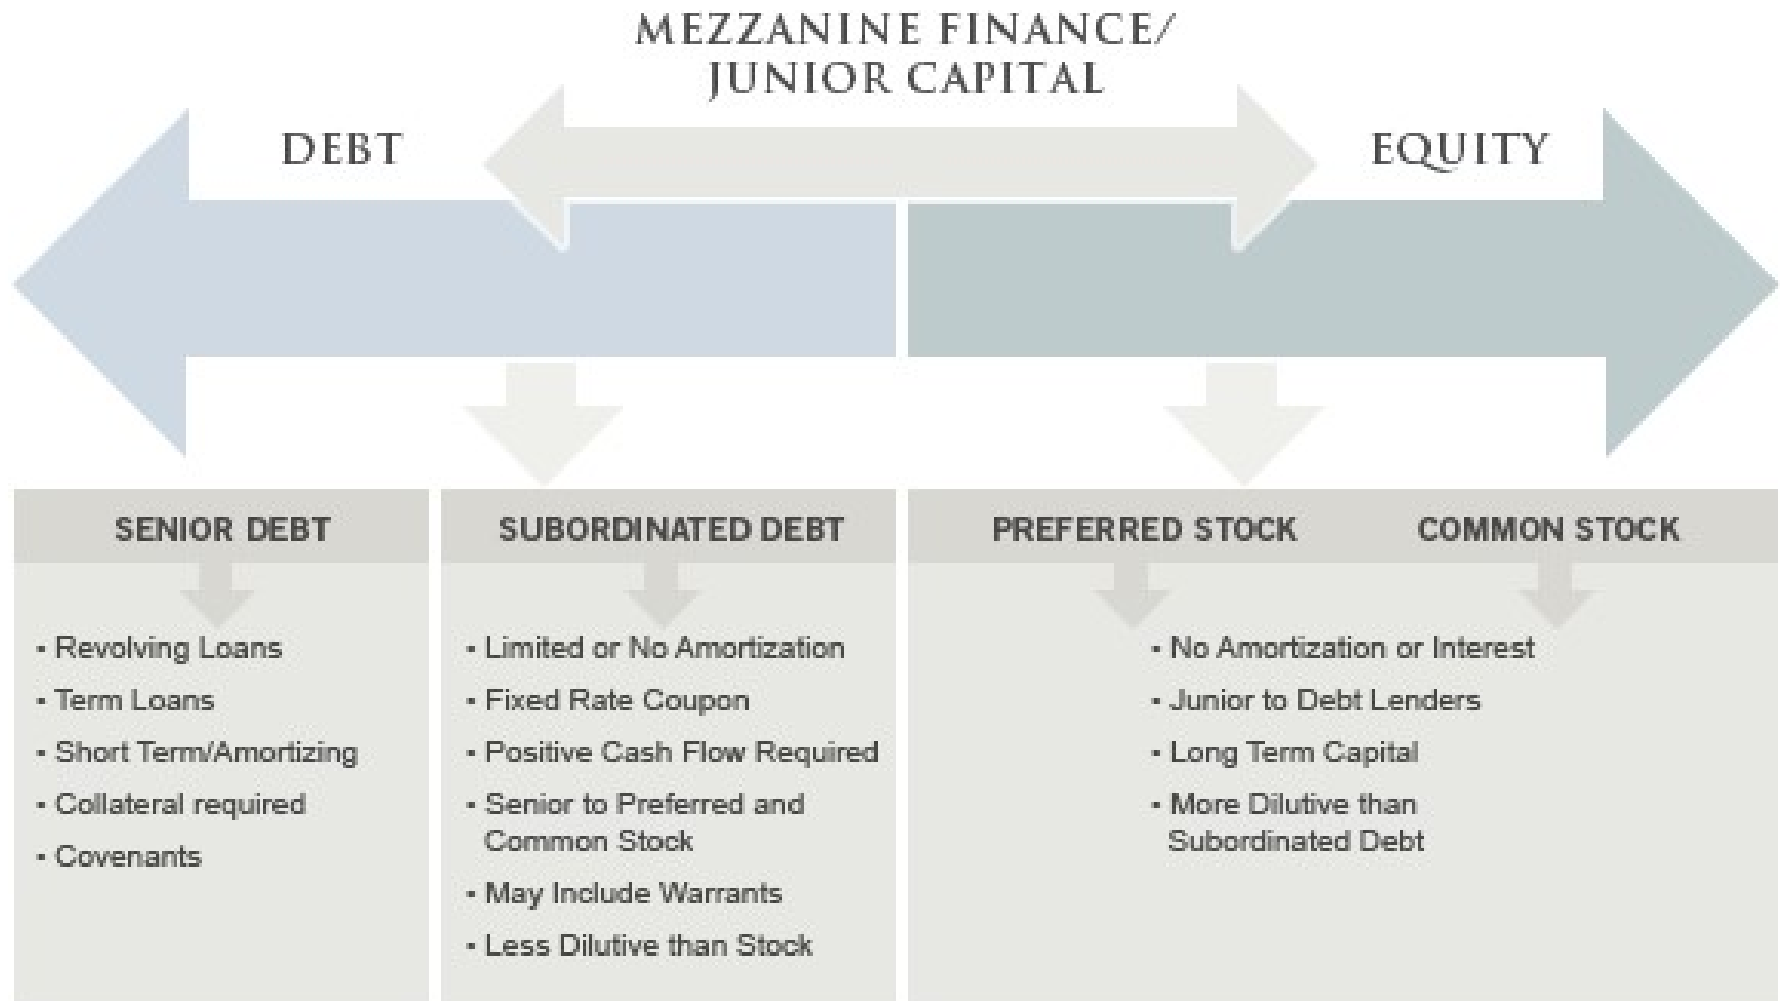 MEZZANINE FINANCE/
JUNIOR CAPITAL
DEBT
EQUITY
SENIOR DEBT
▪ Revolving Loans
▪ Term Loans
▪ Short Term/Amortizing
▪ Collateral required
▪ Covenants
SUBORDINATED DEBT
▪ Limited or No Amortization
▪ Fixed Rate Coupon
▪ Positive Cash Flow Required
▪ Senior to Preferred and
Common Stock
▪ May Include Warrants
▪ Less Dilutive than Stock
PREFERRED STOCK
COMMON STOCK
▪ No Amortization or Interest
▪ Junior to Debt Lenders
▪ Long Term Capital
▪ More Dilutive than
Subordinated Debt